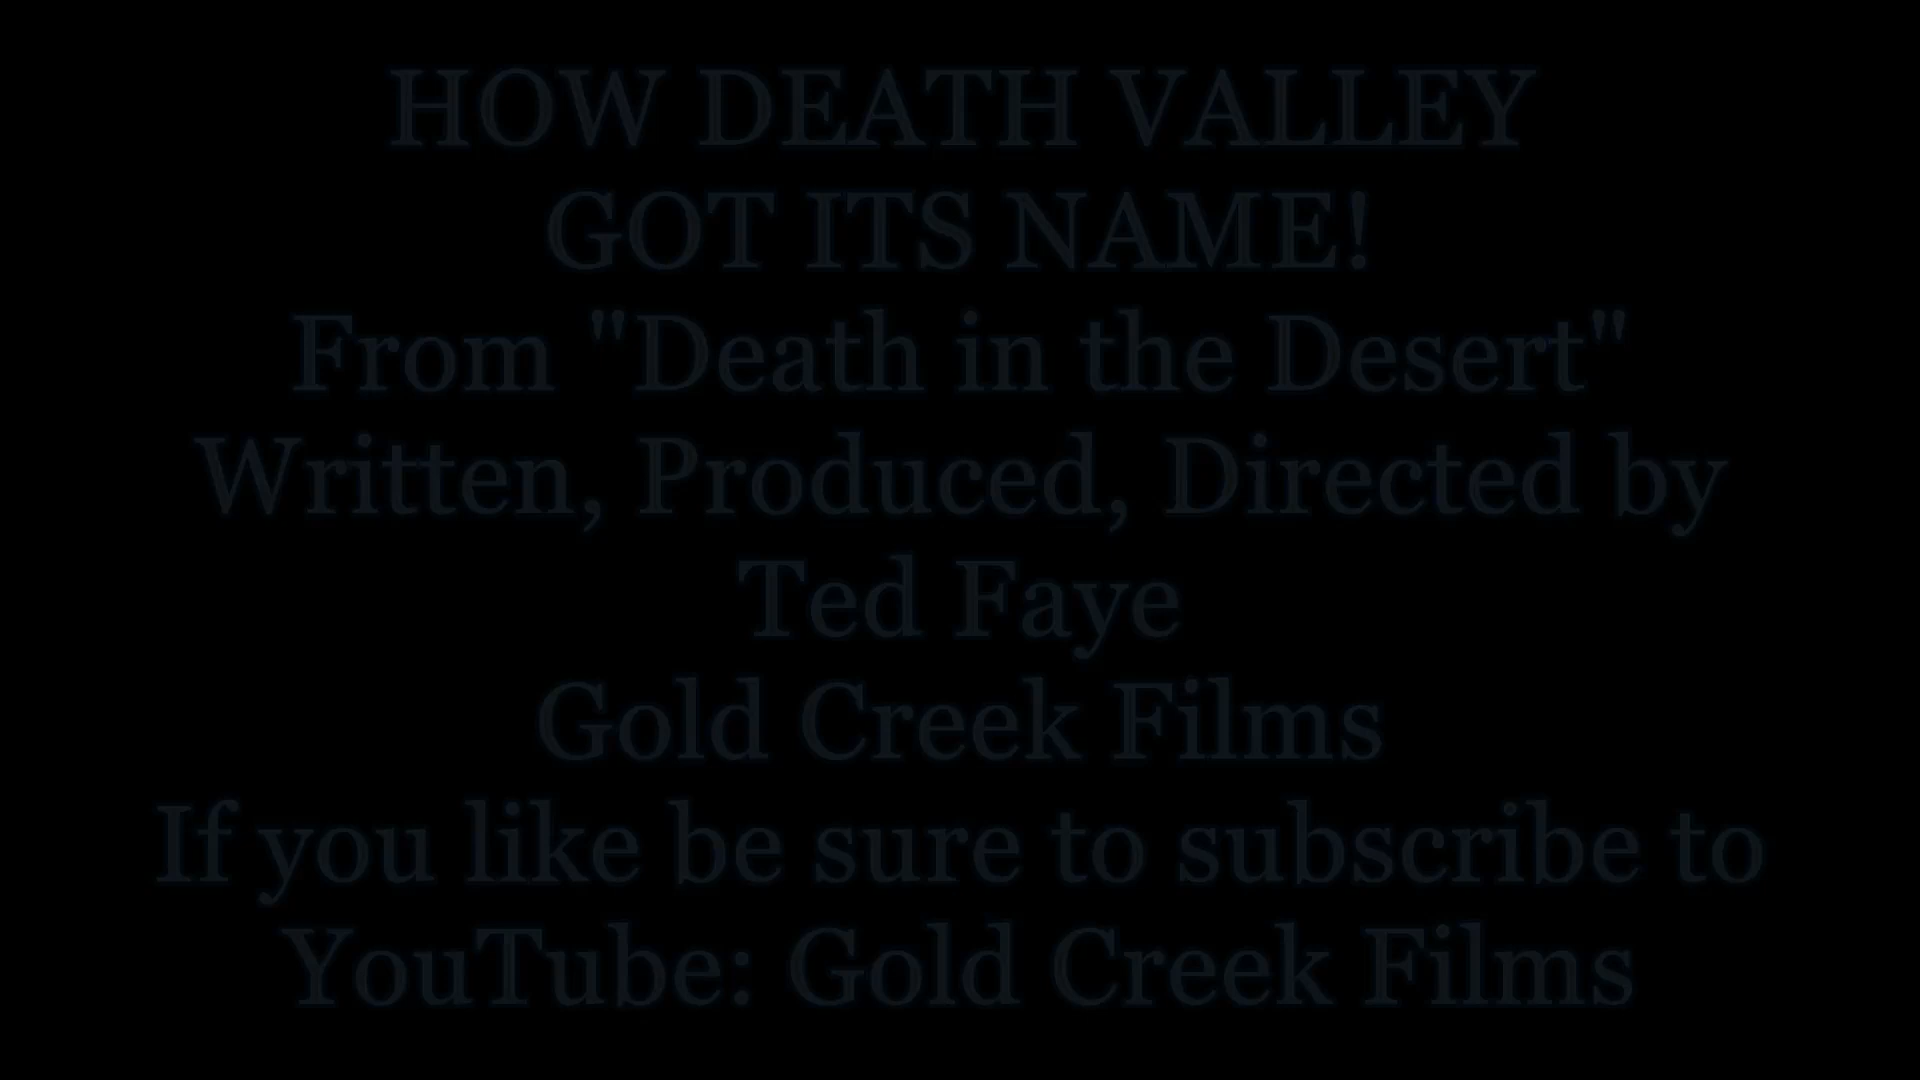 HOW DEATH VALLEY
GOT ITS NAME!
From "Death in the Desert"
Written, Produced, Directed by
Ted Faye
Gold Creek Films
If you like be sure to subscribe to
YouTube: Gold Creek Films